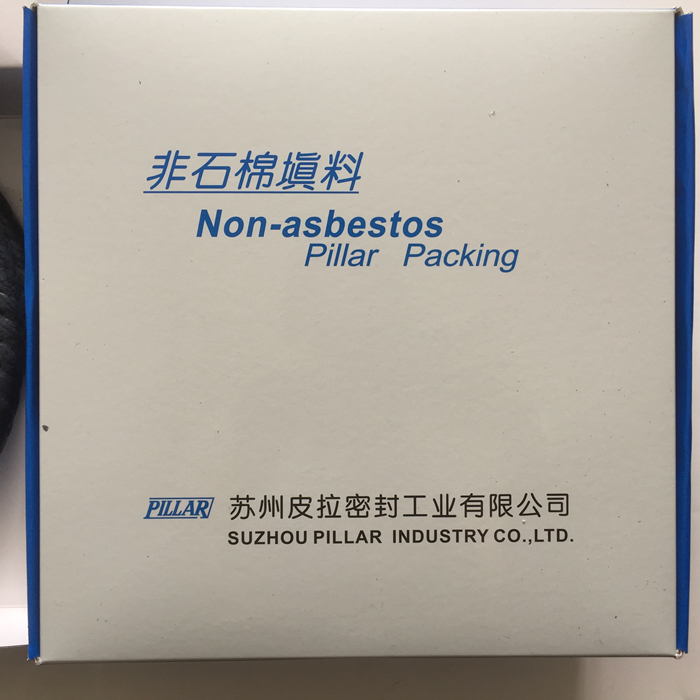 非石棉填料
Non-asbestos
Pillar Packing
PILLAR 苏州皮拉密封工业有限公司
SUZHOU PILLAR INDUSTRY CO.,LTD.